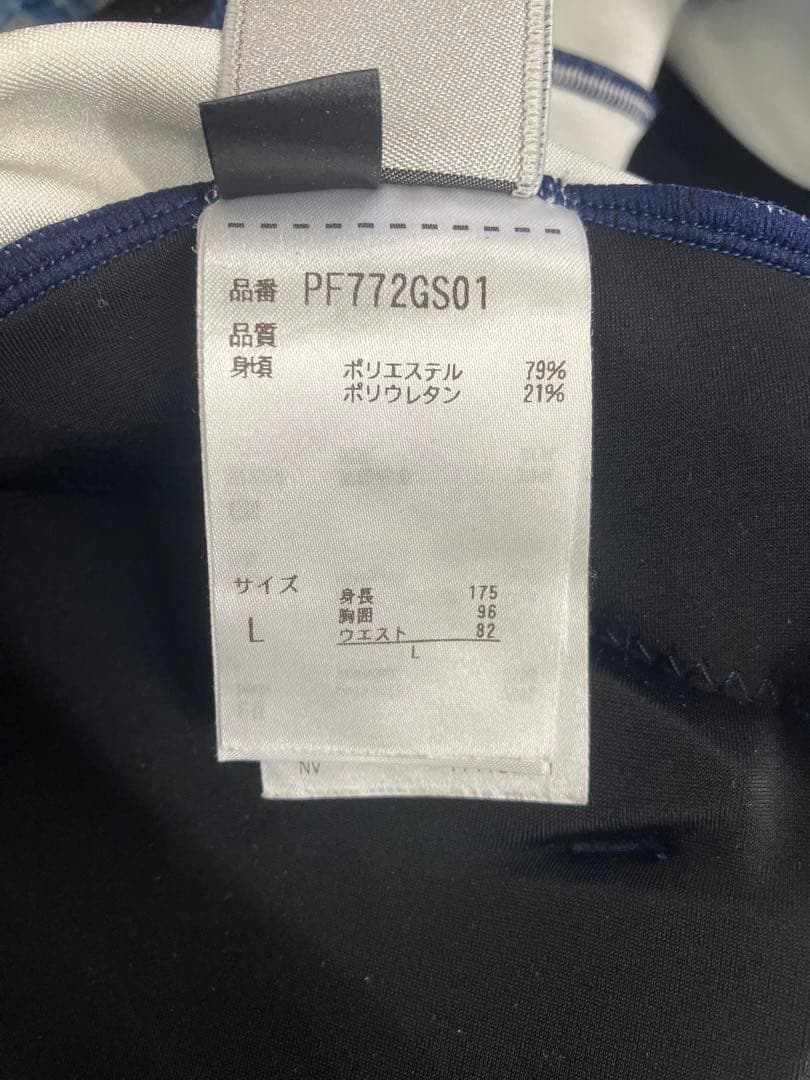 品番 PF772GS01
品質
身頃 ポリエステル 79%
ポリウレタン 21%
サイズ 身長 175
L 胸囲 96
ウエスト 82
L
NV